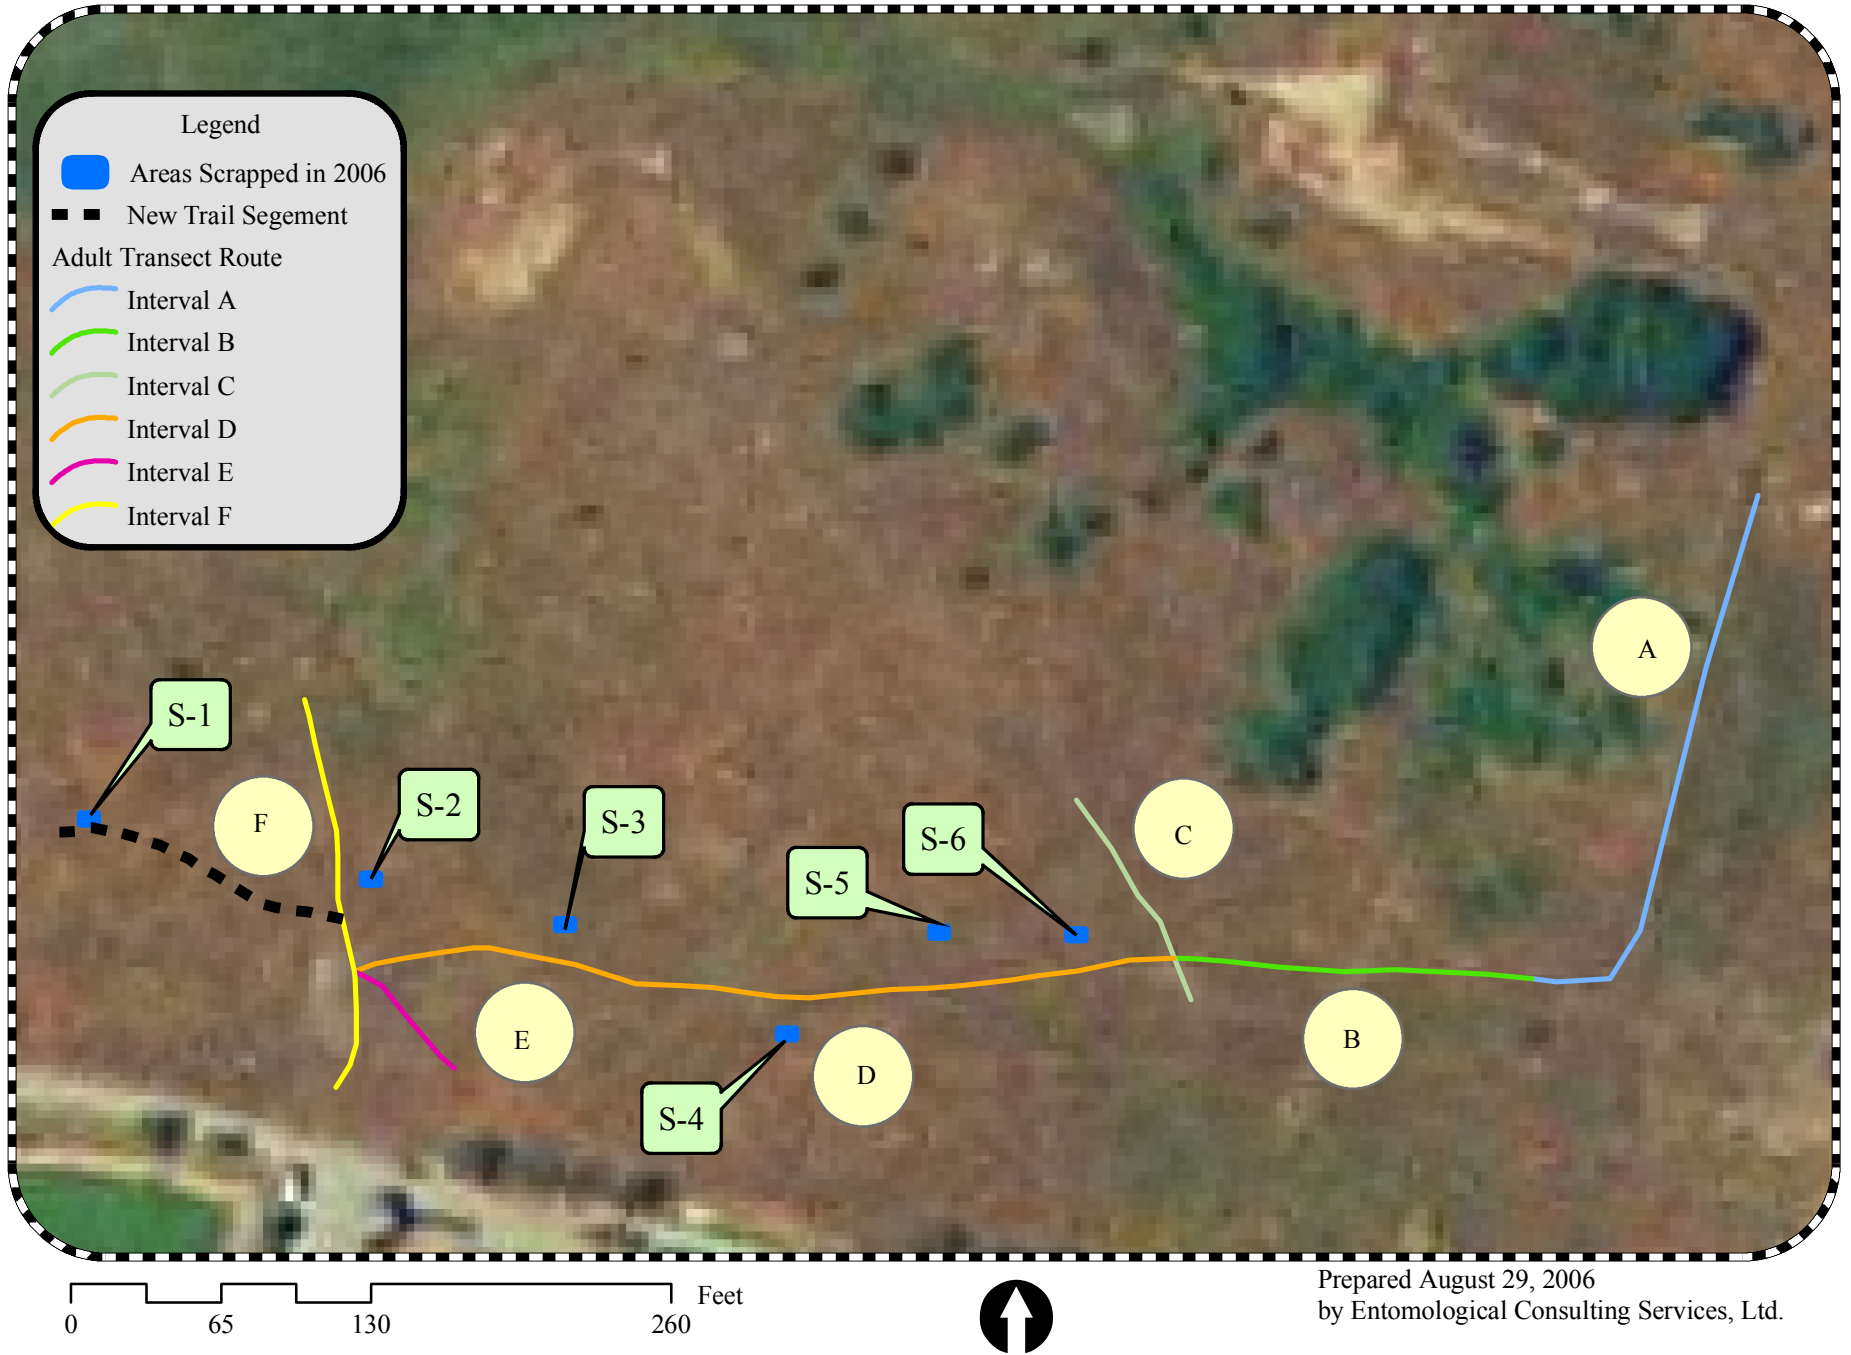 Legend
Areas Scrapped in 2006
New Trail Segement
Adult Transect Route
Interval A
Interval B
Interval C
Interval D
Interval E
Interval F
A
S-1
S-2
S-3
F
C
S-6
S-5
E
B
D
S-4
Feet
0 65 130 260
Prepared August 29, 2006
by Entomological Consulting Services, Ltd.